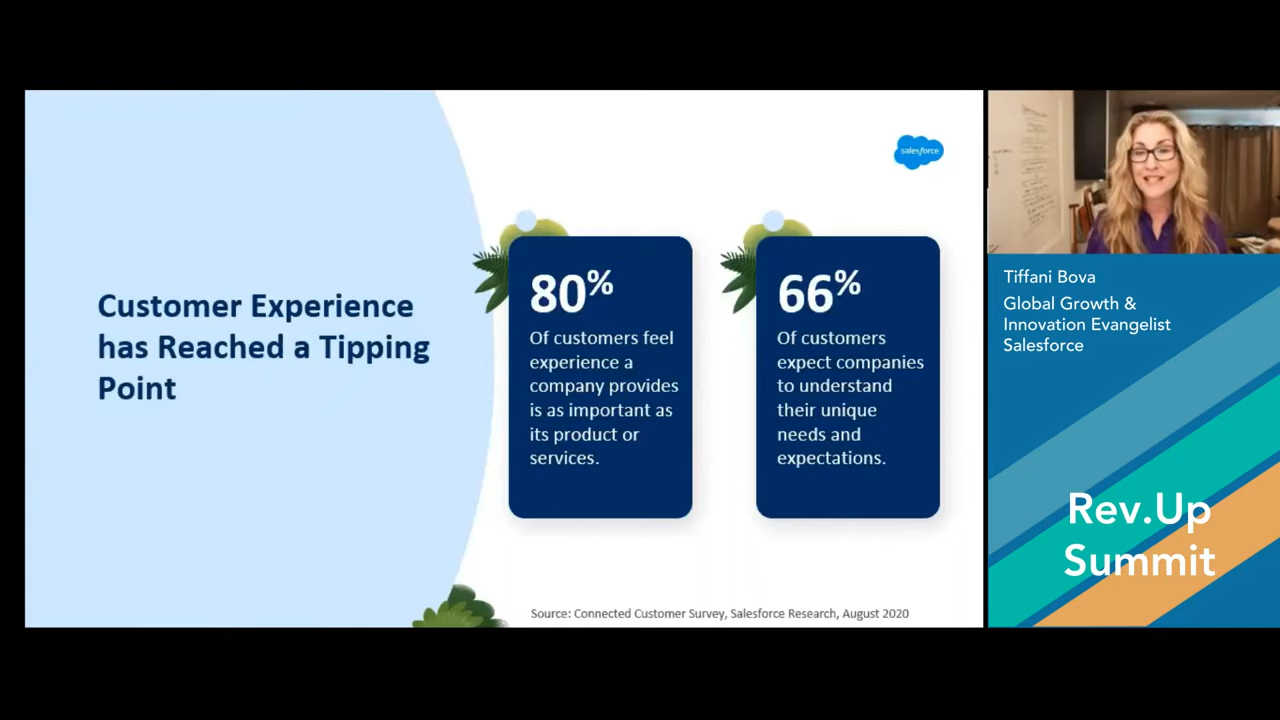 Customer Experience
has Reached a Tipping
Point
salesforce
80%
Of customers feel
experience a
company provides
is as important as
its product or
services.
66%
Of customers
expect companies
to understand
their unique
needs and
expectations.
Source: Connected Customer Survey, Salesforce Research, August 2020
Tiffani Bova
Global Growth &
Innovation Evangelist
Salesforce
Rev.Up
Summit